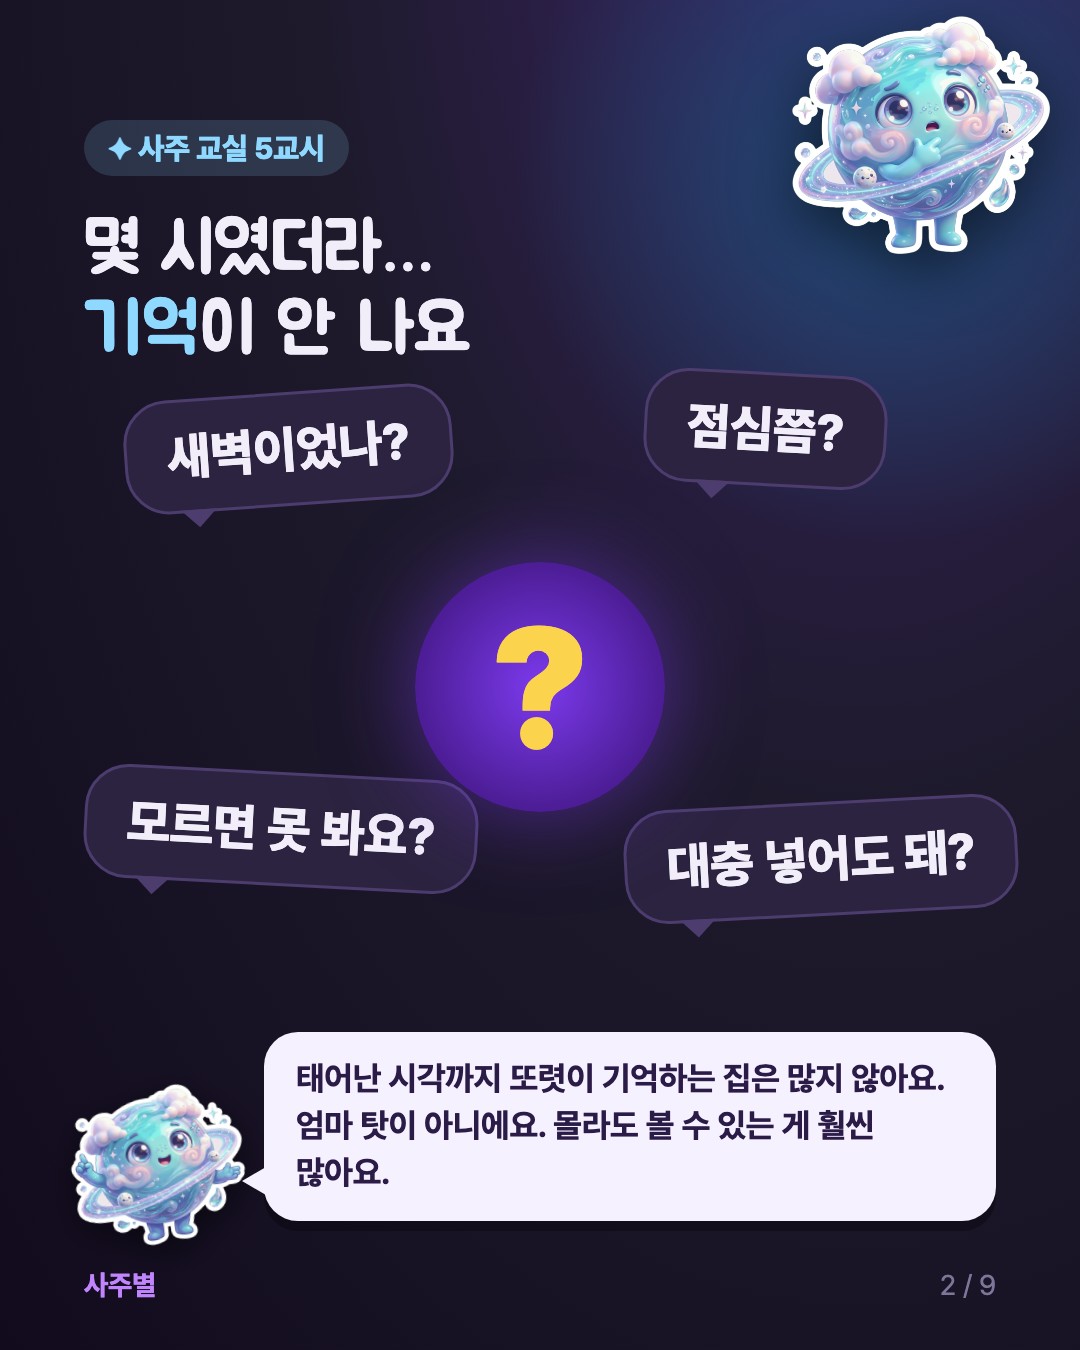 ✦ 사주 교실 5교시
몇 시였더라...
기억이 안 나요
새벽이었나?
점심쯤?
?
모르면 못 봐요?
대충 넣어도 돼?
태어난 시각까지 또렷이 기억하는 집은 많지 않아요.
엄마 탓이 아니에요. 몰라도 볼 수 있는 게 훨씬
많아요.
사주별
2 / 9